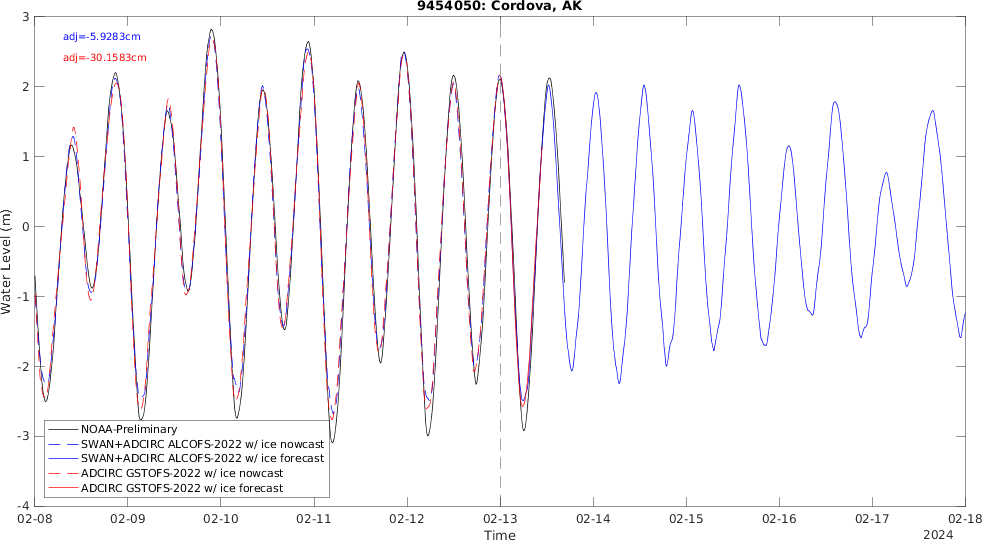 9454050: Cordova, AK
adj=-5.9283cm
adj=-30.1583cm
3
2
1
0
-1
-2
-3
-4
Water Level (m)
NOAA-Preliminary
SWAN+ADCIRC ALCOFS-2022 w/ ice nowcast
SWAN+ADCIRC ALCOFS-2022 w/ ice forecast
ADCIRC GSTOFS-2022 w/ ice nowcast
ADCIRC GSTOFS-2022 w/ ice forecast
02-08 02-09 02-10 02-11 02-12 02-13 02-14 02-15 02-16 02-17 02-18
Time
2024